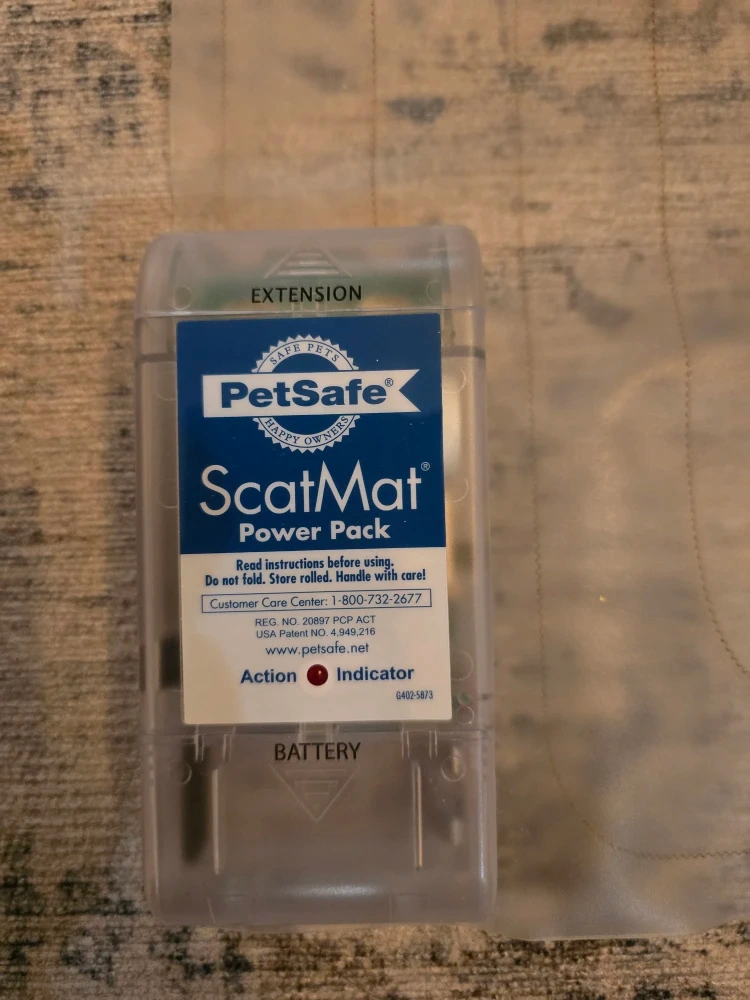 EXTENSION
SAFE PETS
PetSafe®
HAPPY OWNERS
ScatMat®
Power Pack
Read instructions before using.
Do not fold. Store rolled. Handle with care!
Customer Care Center: 1-800-732-2677
REG. NO. 20897 PCP ACT
USA Patent NO. 4,949,216
www.petsafe.net
Action Indicator
G402-5873
BATTERY